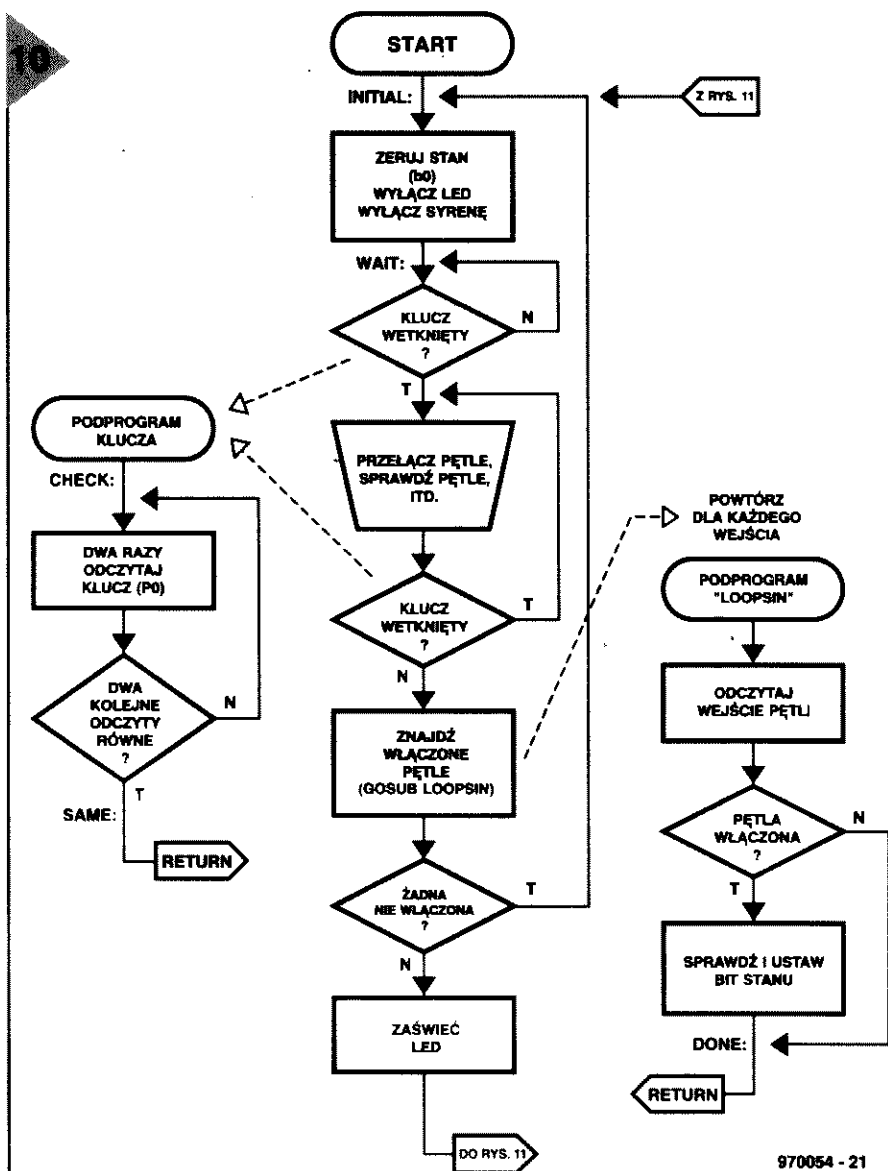 10
START
INITIAL:
Z RYS. 11
ZERUJ STAN
(b0)
WYŁĄCZ LED
WYŁĄCZ SYRENĘ
WAIT:
KLUCZ
WETKNIĘTY
?
N
T
PODPROGRAM
KLUCZA
CHECK:
DWA RAZY
ODCZYTAJ
KLUCZ (P0)
DWA
KOLEJNE
ODCZYTY
RÓWNE
?
N
T
SAME:
RETURN
PRZEŁĄCZ PĘTLE,
SPRAWDŹ PĘTLE,
ITD.
KLUCZ
WETKNIĘTY
?
T
N
ZNAJDŹ
WŁĄCZONE
PĘTLE
(GOSUB LOOPSIN)
ŻADNA
NIE WŁĄCZONA
?
T
N
ZAŚWIEĆ
LED
DO RYS. 11
POWTÓRZ
DLA KAŻDEGO
WEJŚCIA
PODPROGRAM
"LOOPSIN"
ODCZYTAJ
WEJŚCIE PĘTLI
PĘTLA
WŁĄCZONA
?
N
T
SPRAWDŹ I USTAW
BIT STANU
DONE:
RETURN
970054 - 21